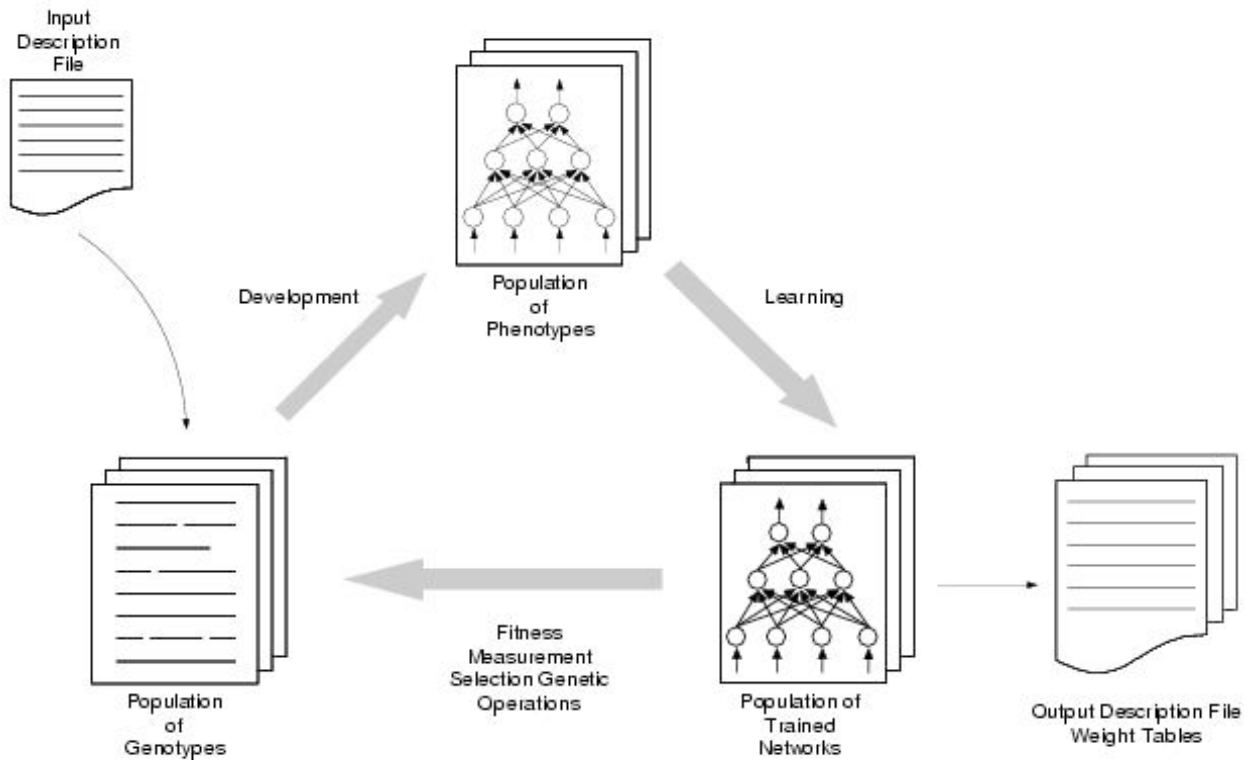 Input
Description
File
Development
Population
of
Phenotypes
Learning
Fitness
Measurement
Selection Genetic
Operations
Population
of
Genotypes
Population of
Trained
Networks
Output Description File
Weight Tables